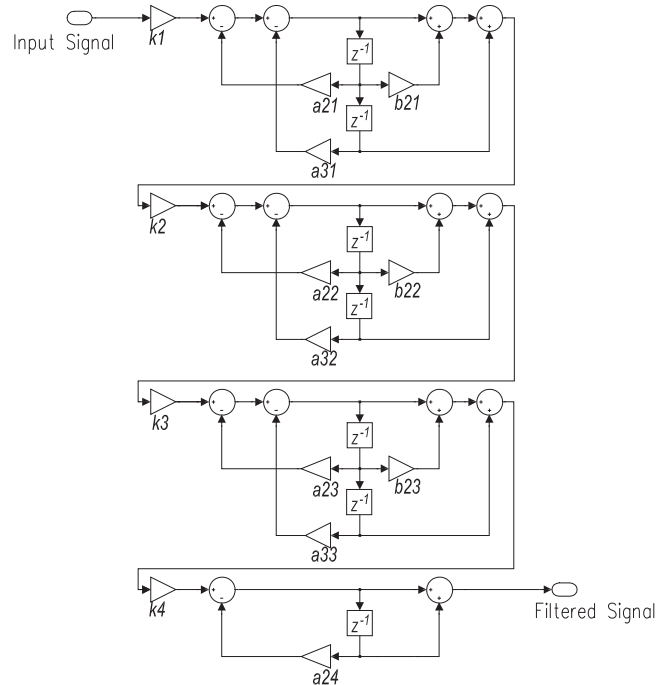 Input Signal
k1
z-1
a21
b21
z-1
a31
k2
z-1
a22
b22
z-1
a32
k3
z-1
a23
b23
z-1
a33
k4
z-1
Filtered Signal
a24